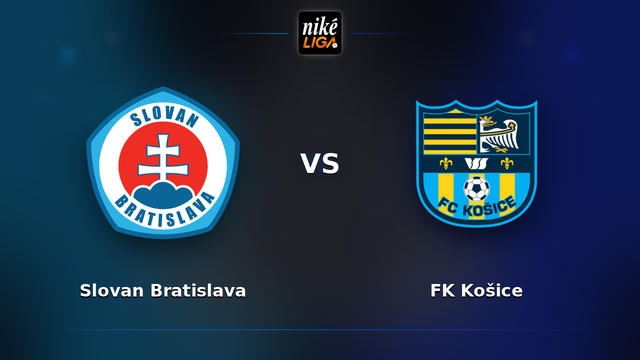 niké
LIGA
SLOVAN
BRATISLAVA
VS
FC KOŠICE
Slovan Bratislava
FK Košice